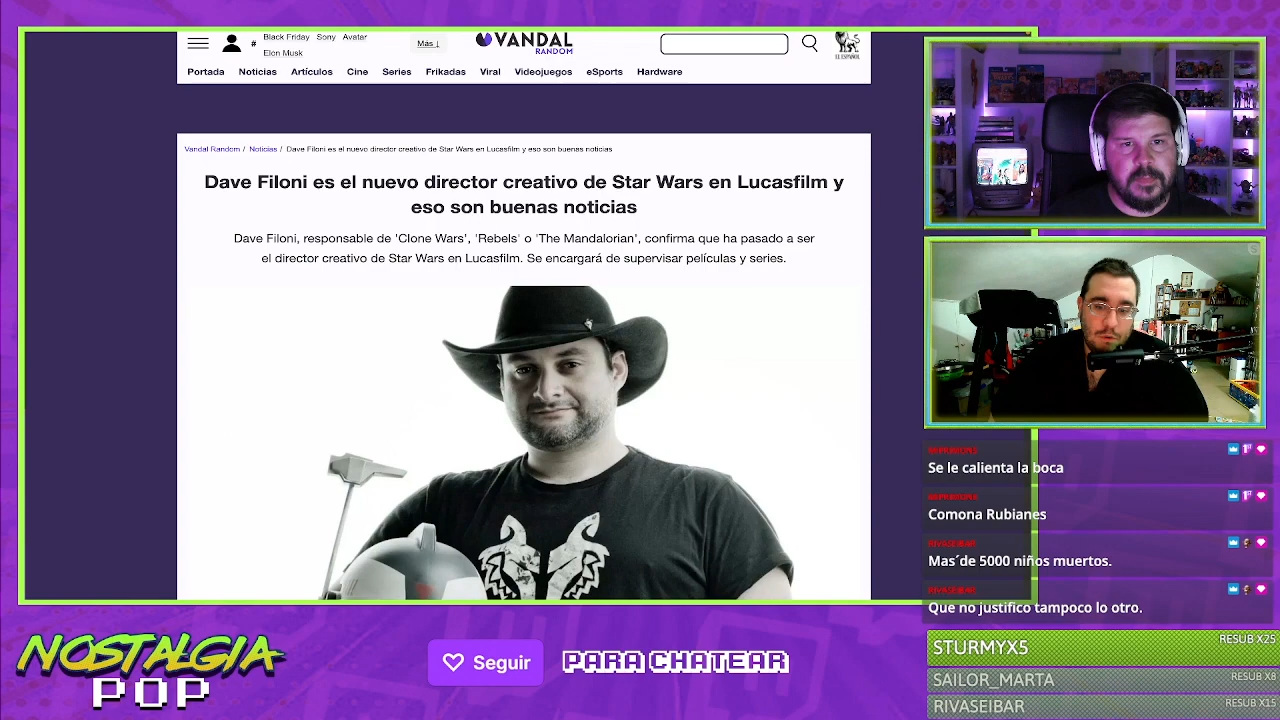 #
Black Friday Sony Avatar
Elon Musk
Más ↓
VANDAL
RANDOM
EL ESPAÑOL
Portada Noticias Artículos Cine Series Frikadas Viral Videojuegos eSports Hardware
Vandal Random / Noticias / Dave Filoni es el nuevo director creativo de Star Wars en Lucasfilm y eso son buenas noticias
Dave Filoni es el nuevo director creativo de Star Wars en Lucasfilm y
eso son buenas noticias
Dave Filoni, responsable de 'Clone Wars', 'Rebels' o 'The Mandalorian', confirma que ha pasado a ser
el director creativo de Star Wars en Lucasfilm. Se encargará de supervisar películas y series.
Se le calienta la boca
Comona Rubianes
RIVASEIBAR
Mas´de 5000 niños muertos.
RIVASEIBAR
Que no justifico tampoco lo otro.
STURMYX5 RESUB X25
SAILOR_MARTA RESUB X8
RIVASEIBAR RESUB X15
NOSTALGIA
POP
Seguir
PARA CHATEAR